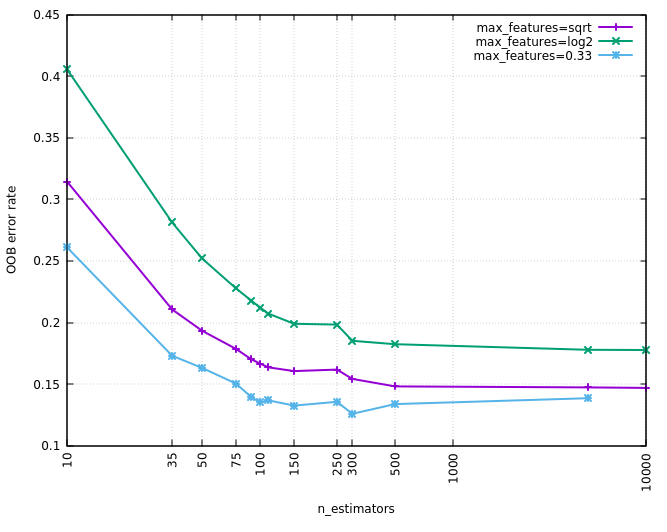 0.45
0.4
0.35
0.3
0.25
0.2
0.15
0.1
OOB error rate
max_features=sqrt
max_features=log2
max_features=0.33
10 35 50 75 100 150 250 300 500 1000 10000
n_estimators